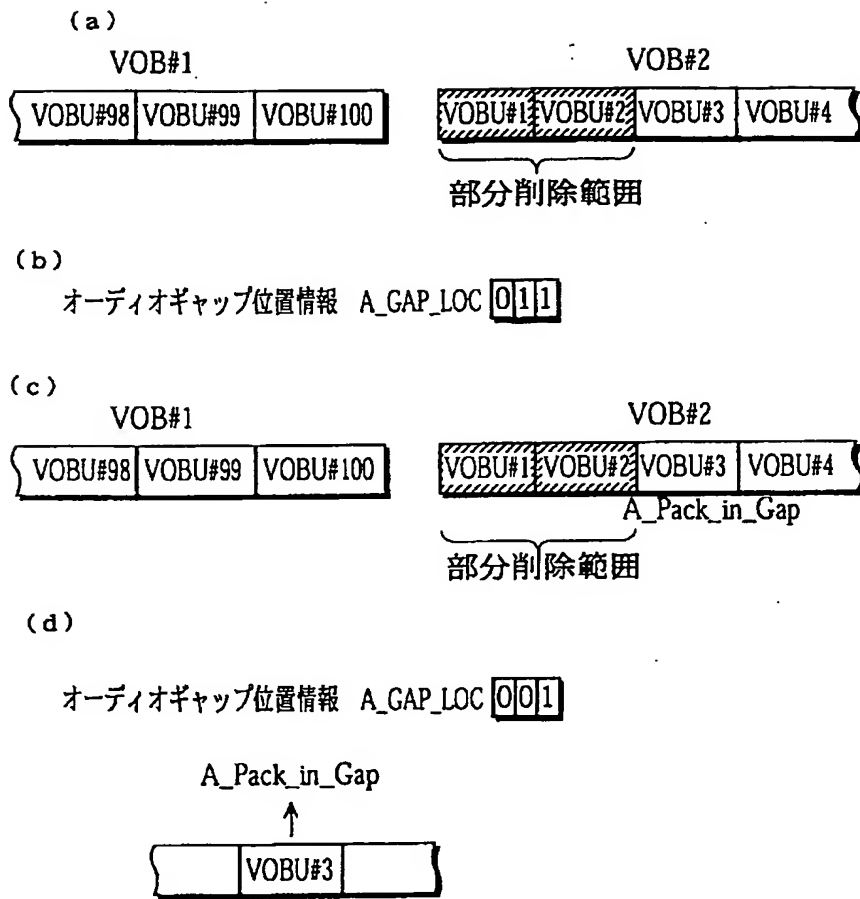 (a)
VOB#1 VOB#2
VOBU#98 VOBU#99 VOBU#100 VOBU#1 VOBU#2 VOBU#3 VOBU#4
部分削除範囲
(b)
オーディオギャップ位置情報 A_GAP_LOC 0 1 1
(c)
VOB#1 VOB#2
VOBU#98 VOBU#99 VOBU#100 VOBU#1 VOBU#2 VOBU#3 VOBU#4
A_Pack_in_Gap
部分削除範囲
(d)
オーディオギャップ位置情報 A_GAP_LOC 0 0 1
A_Pack_in_Gap
VOBU#3